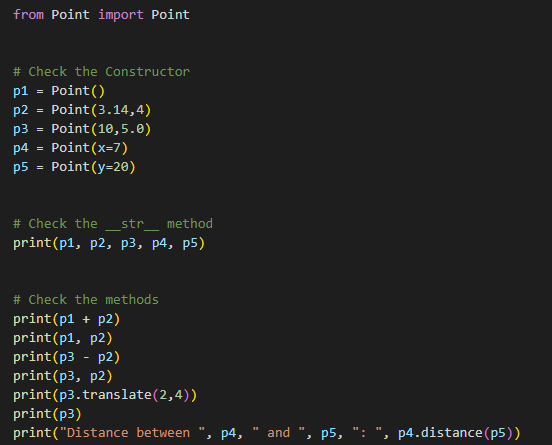 from Point import Point
# Check the Constructor
p1 = Point()
p2 = Point(3.14,4)
p3 = Point(10,5.0)
p4 = Point(x=7)
p5 = Point(y=20)
# Check the __str__ method
print(p1, p2, p3, p4, p5)
# Check the methods
print(p1 + p2)
print(p1, p2)
print(p3 - p2)
print(p3, p2)
print(p3.translate(2,4))
print(p3)
print("Distance between ", p4, " and ", p5, ": ", p4.distance(p5))